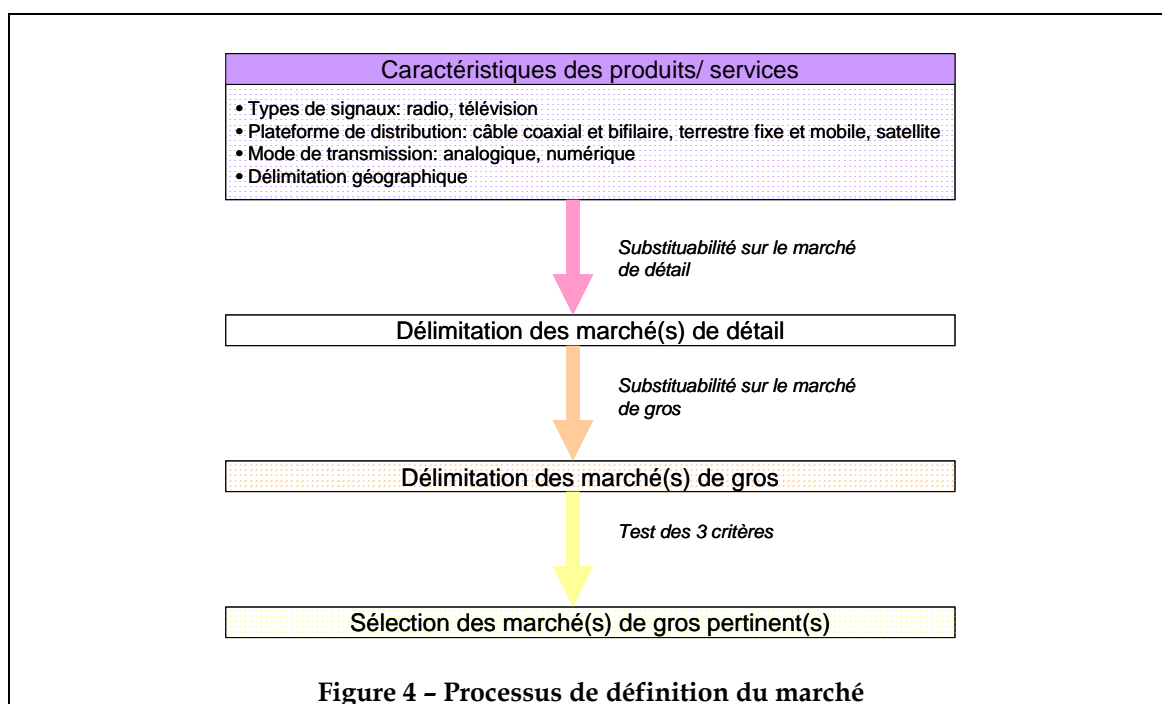 Caractéristiques des produits/ services
• Types de signaux: radio, télévision
• Plateforme de distribution: câble coaxial et bifilaire, terrestre fixe et mobile, satellite
• Mode de transmission: analogique, numérique
• Délimitation géographique
Substituabilité sur le marché
de détail
Délimitation des marché(s) de détail
Substituabilité sur le marché
de gros
Délimitation des marché(s) de gros
Test des 3 critères
Sélection des marché(s) de gros pertinent(s)
Figure 4 – Processus de définition du marché